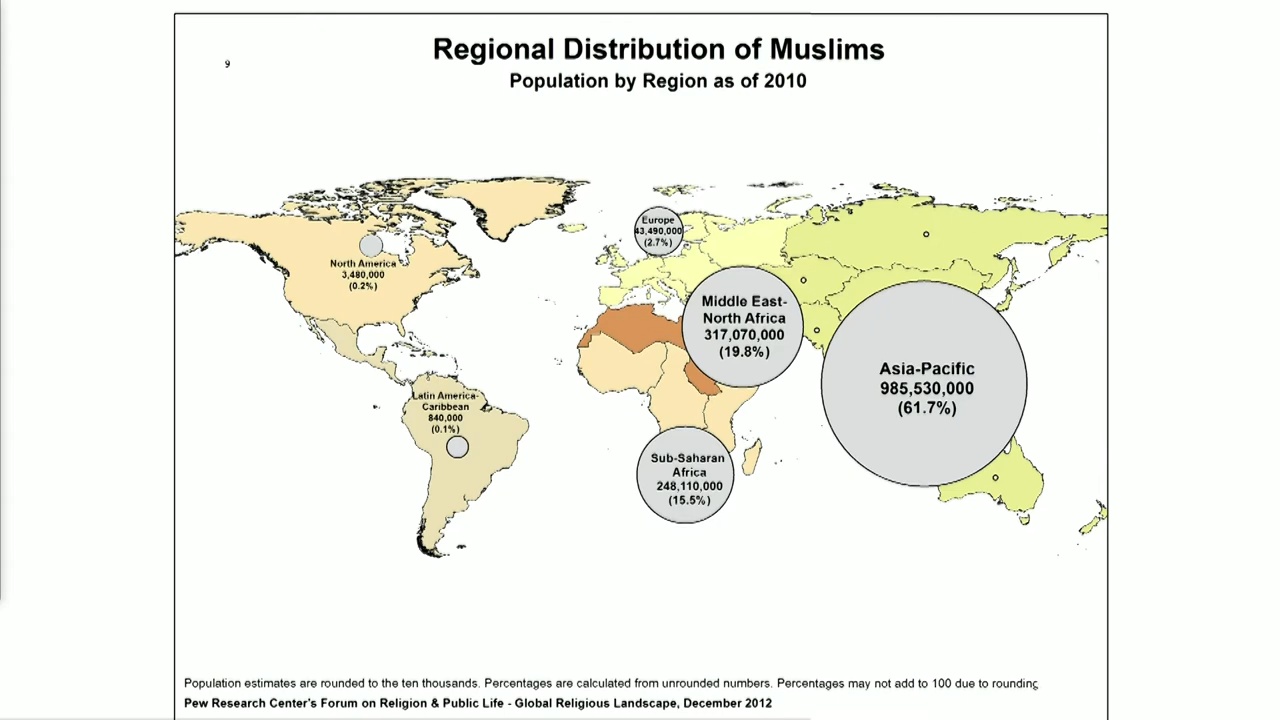 Regional Distribution of Muslims
9
Population by Region as of 2010
Europe
43,490,000
(2.7%)
North America
3,480,000
(0.2%)
Middle East-
North Africa
317,070,000
(19.8%)
Asia-Pacific
985,530,000
(61.7%)
Latin America-
Caribbean
840,000
(0.1%)
Sub-Saharan
Africa
248,110,000
(15.5%)
Population estimates are rounded to the ten thousands. Percentages are calculated from unrounded numbers. Percentages may not add to 100 due to rounding
Pew Research Center's Forum on Religion & Public Life - Global Religious Landscape, December 2012